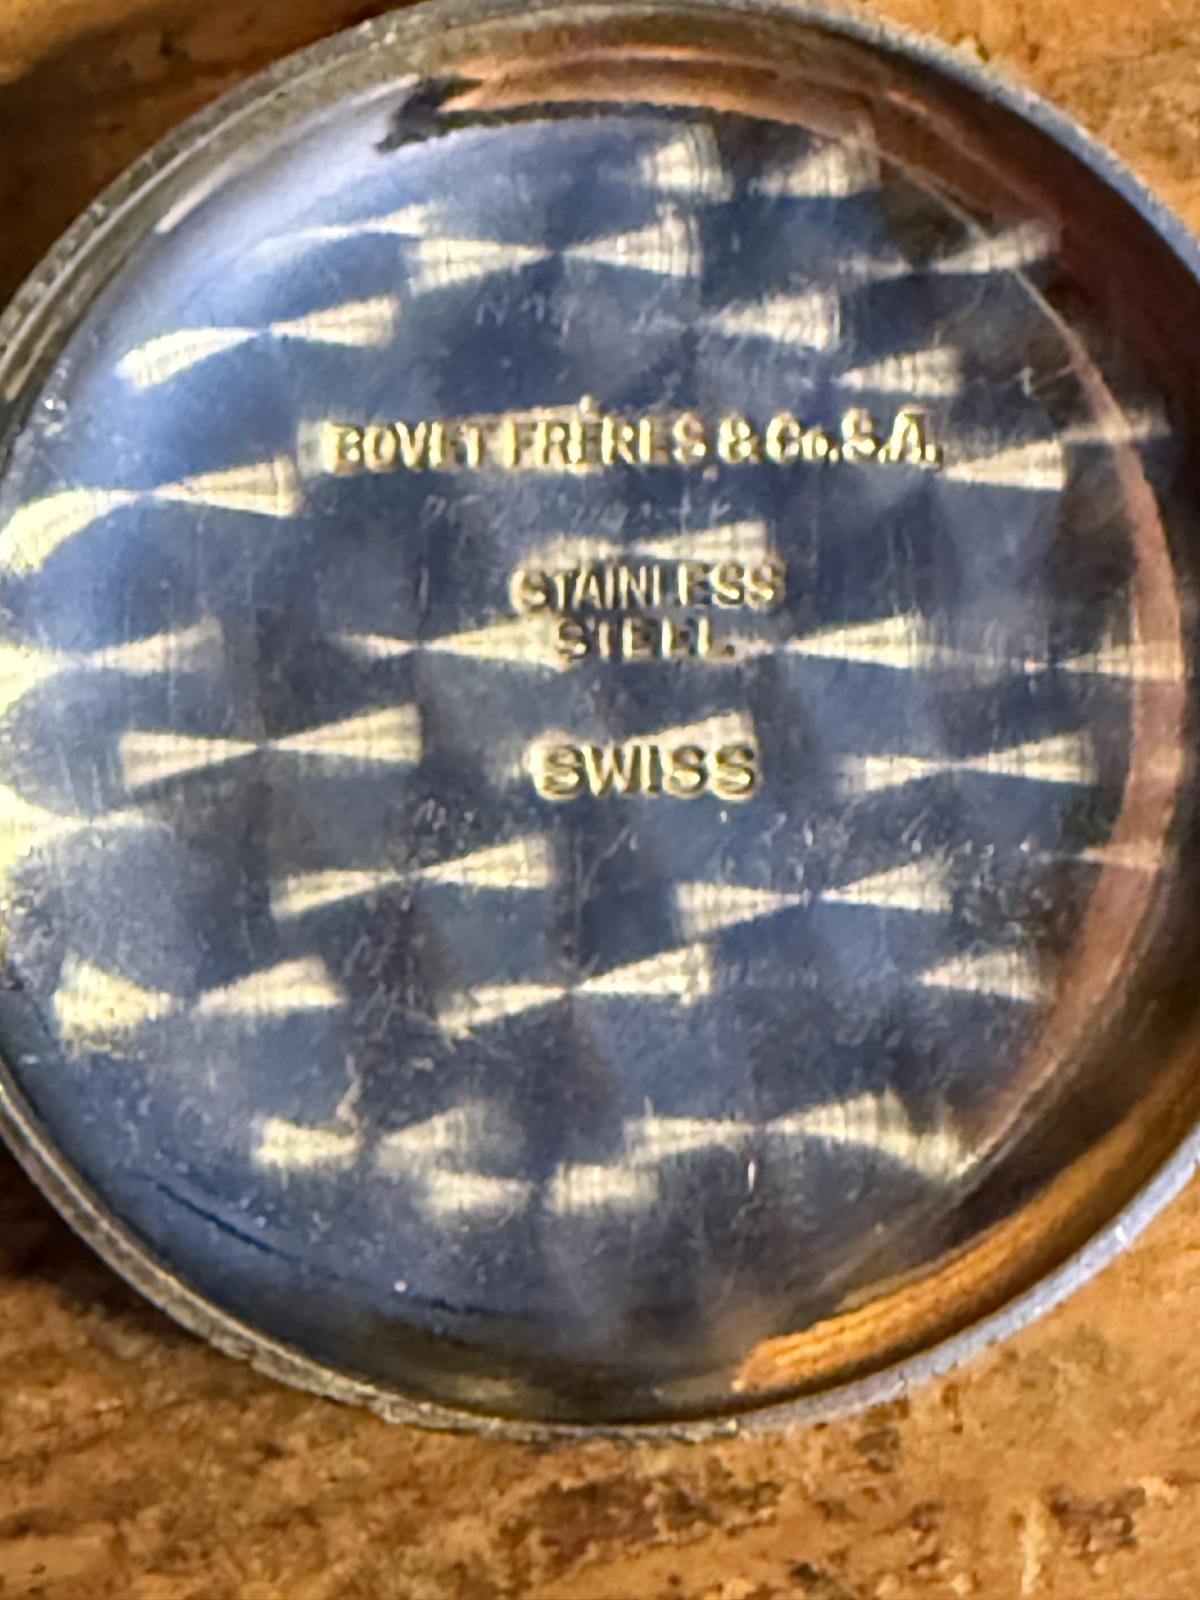 BOVET FRÈRES & Co. S.A.
STAINLESS
STEEL
SWISS